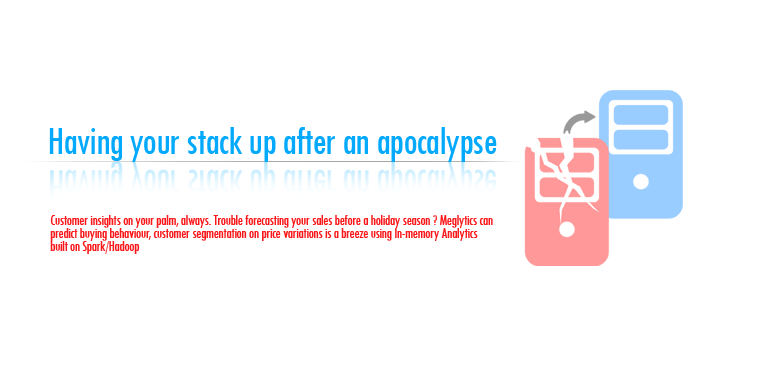 Having your stack up after an apocalypse
Customer insights on your palm, always. Trouble forecasting your sales before a holiday season ? Meglytics can
predict buying behaviour, customer segmentation on price variations is a breeze using In-memory Analytics
built on Spark/Hadoop